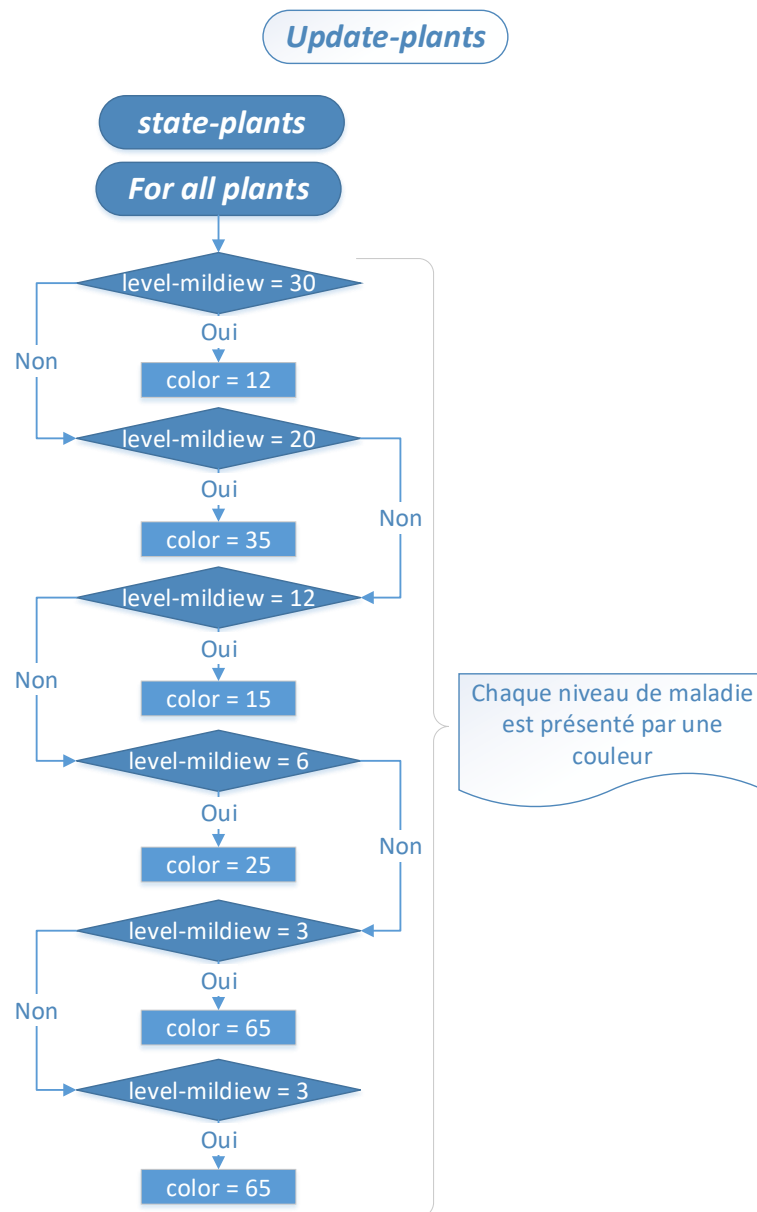 Update-plants
state-plants
For all plants
level-mildiew = 30
Oui
Non
color = 12
level-mildiew = 20
Oui
Non
color = 35
level-mildiew = 12
Oui
Non
color = 15
Chaque niveau de maladie
est présenté par une
couleur
level-mildiew = 6
Oui
Non
color = 25
level-mildiew = 3
Oui
Non
color = 65
level-mildiew = 3
Oui
color = 65